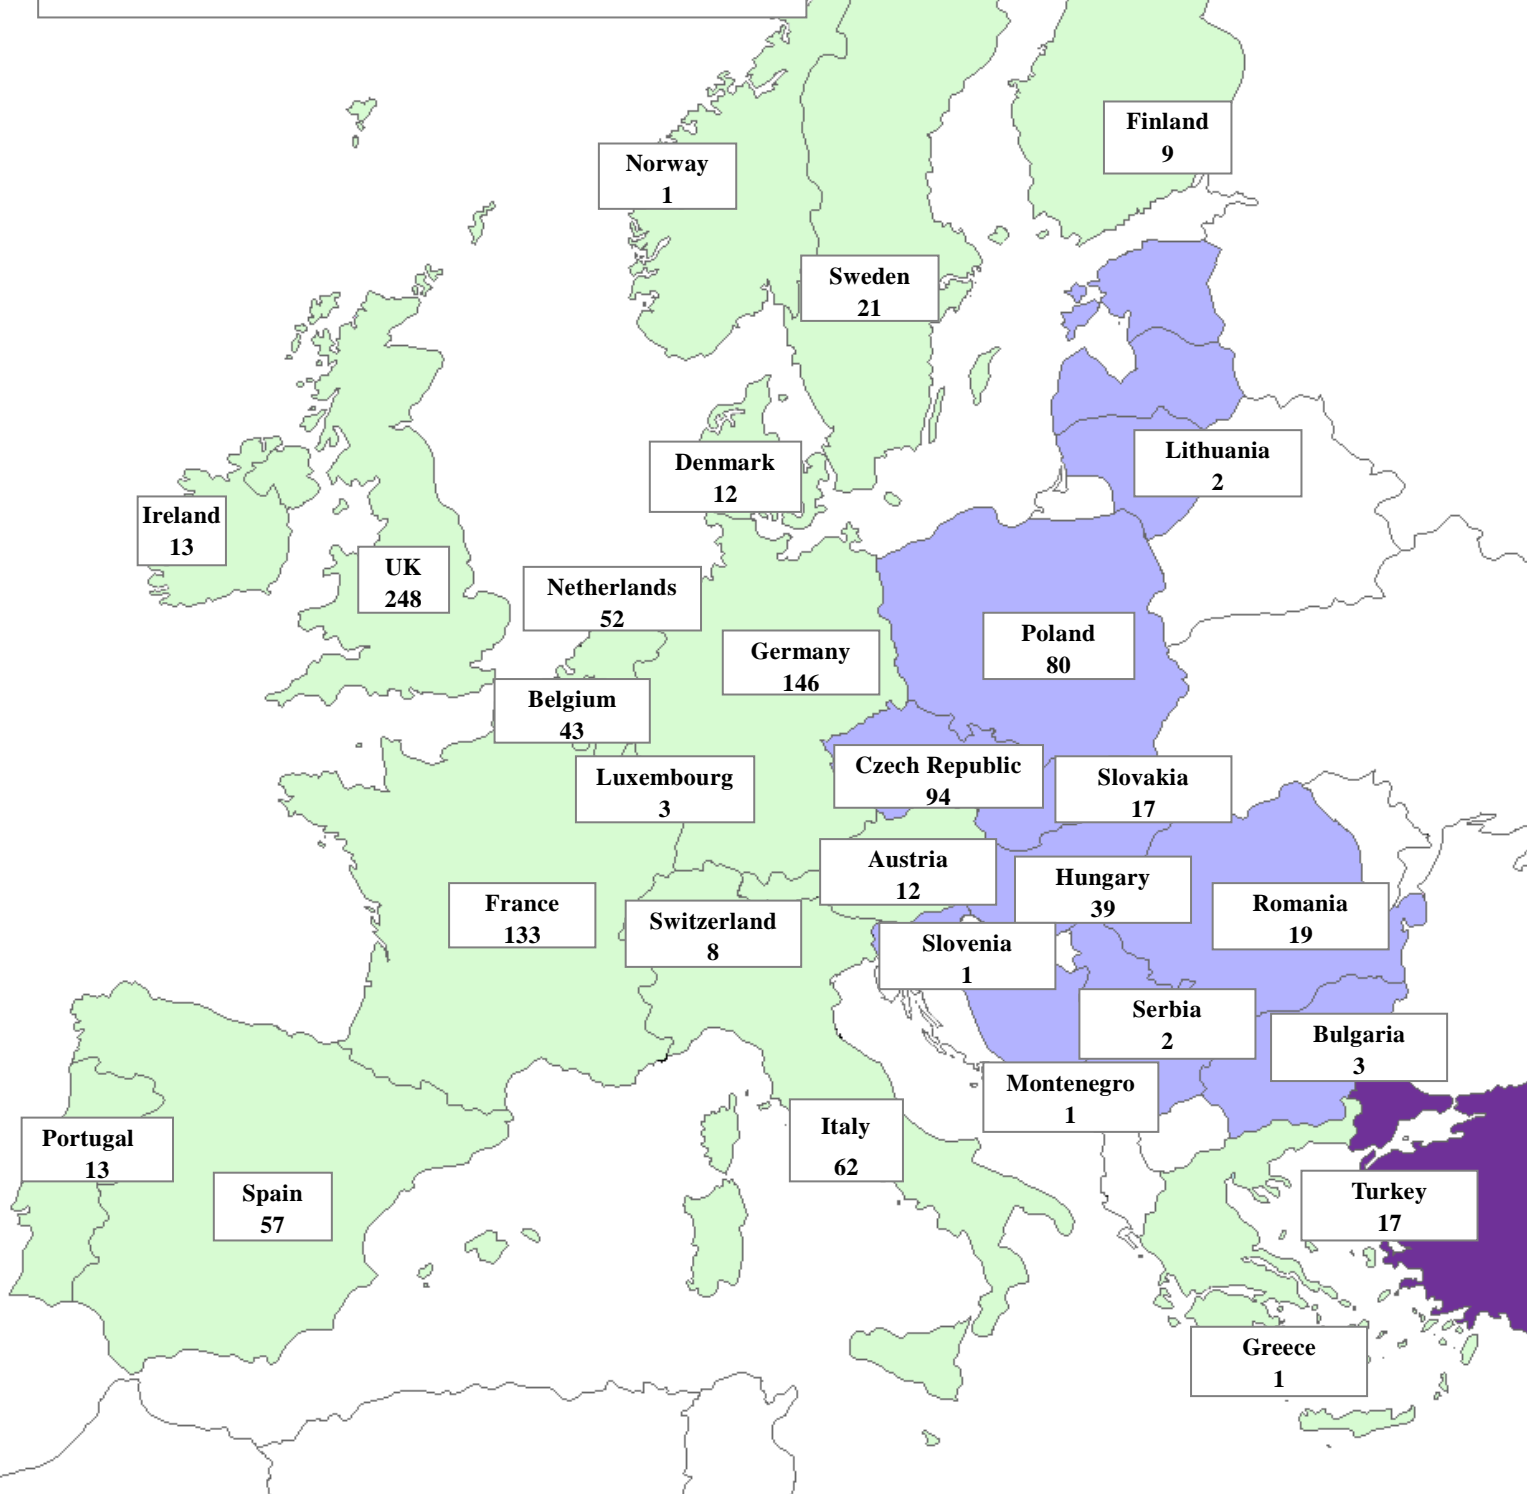 Finland
9
Norway
1
Sweden
21
Lithuania
2
Denmark
12
Ireland
13
UK
248
Netherlands
52
Poland
80
Germany
146
Belgium
43
Czech Republic
94
Slovakia
17
Luxembourg
3
Austria
12
Hungary
39
France
133
Romania
19
Switzerland
8
Slovenia
1
Serbia
2
Bulgaria
3
Montenegro
1
Italy
62
Portugal
13
Spain
57
Turkey
17
Greece
1